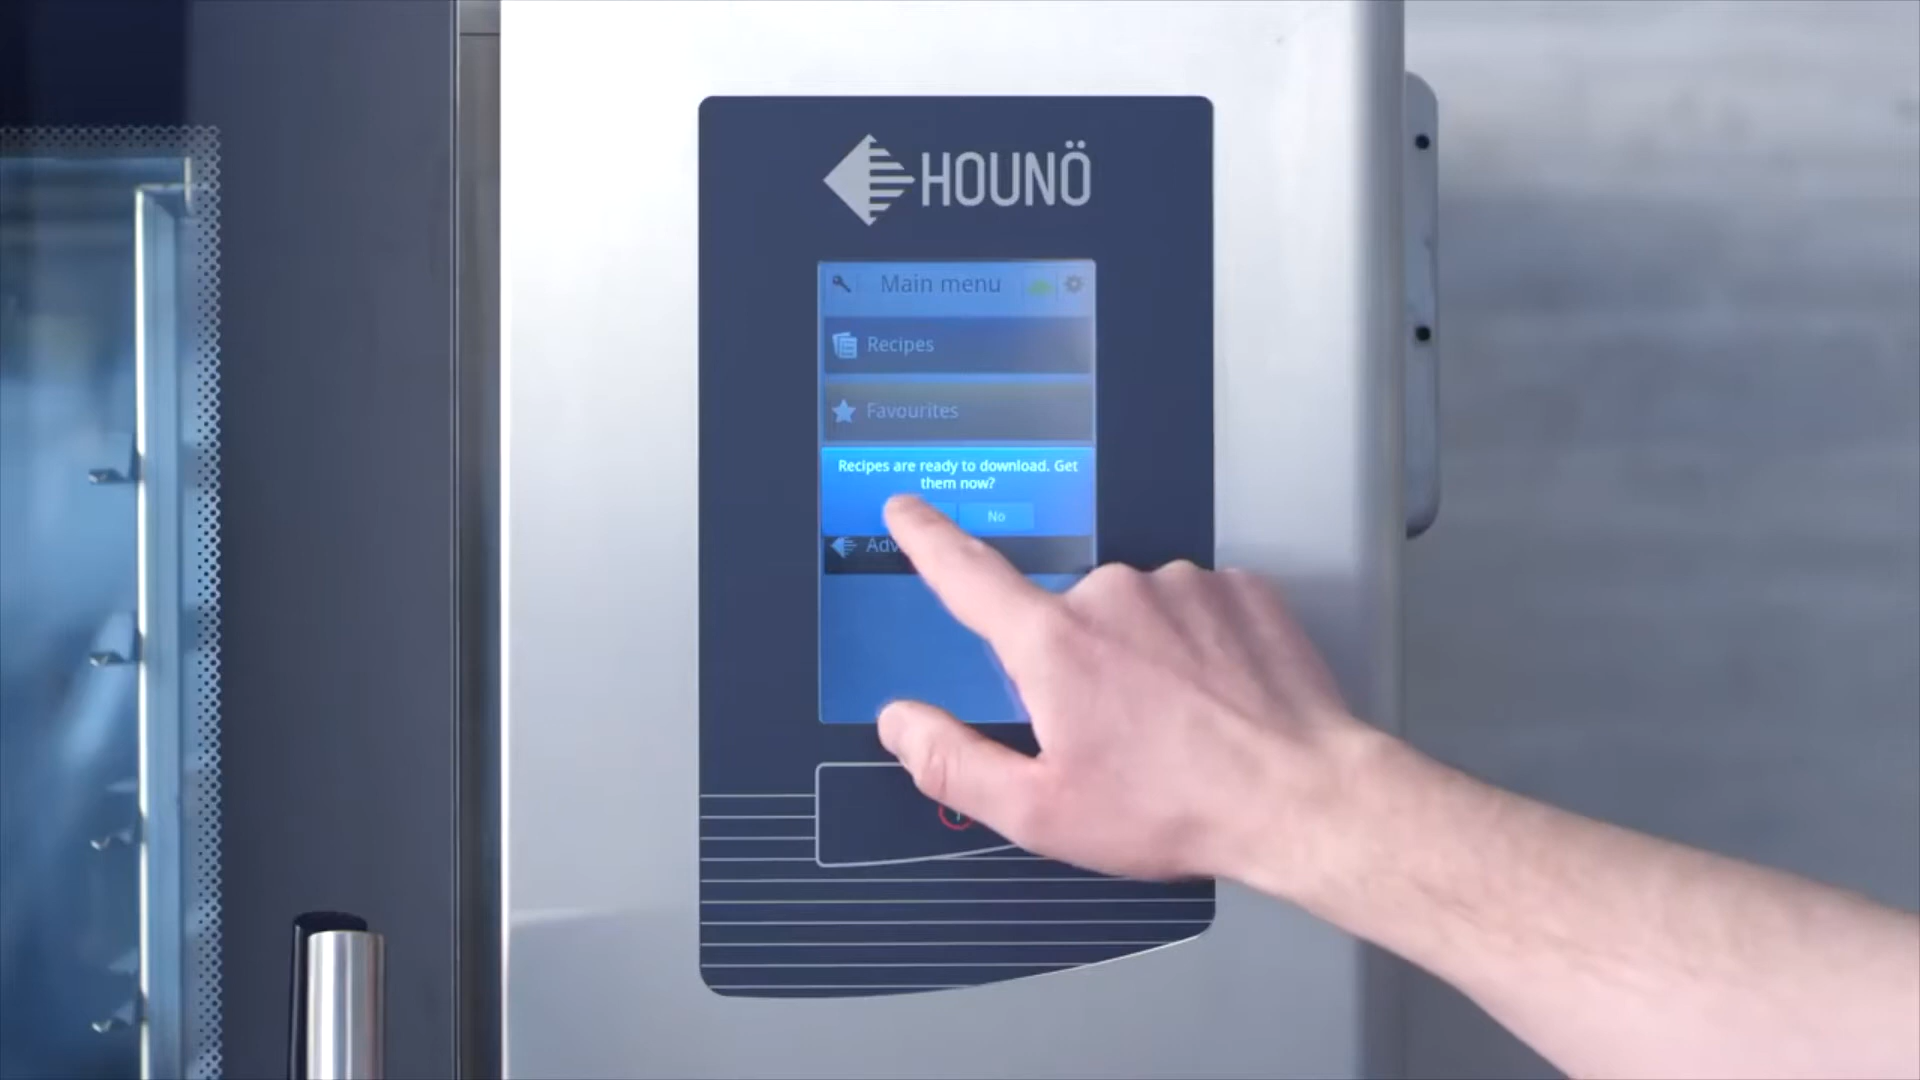 HOUNÖ
Main menu
Recipes
Favourites
Recipes are ready to download. Get
them now?
No